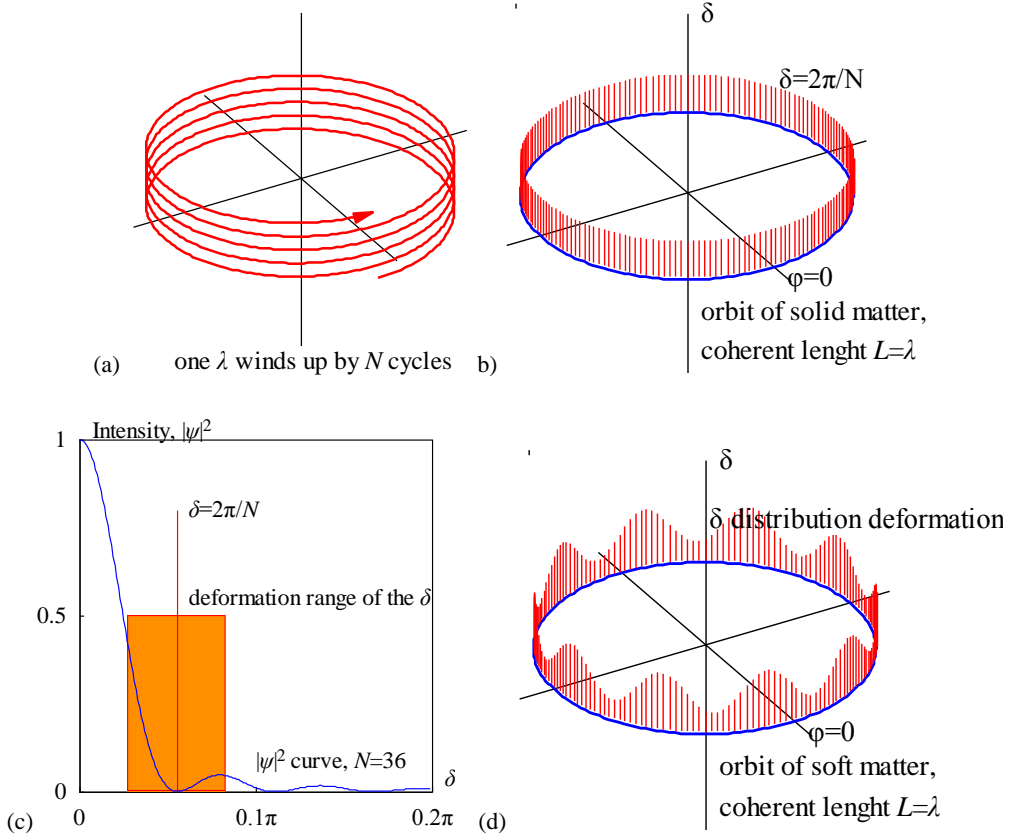 δ
δ=2π/N
φ=0
orbit of solid matter,
coherent lenght L=λ
(a) one λ winds up by N cycles
b)
Intensity, |ψ|²
1
δ=2π/N
deformation range of the δ
0.5
|ψ|² curve, N=36
δ
0
0
0.1π
0.2π
(c)
δ
δ distribution deformation
φ=0
orbit of soft matter,
coherent lenght L=λ
(d)